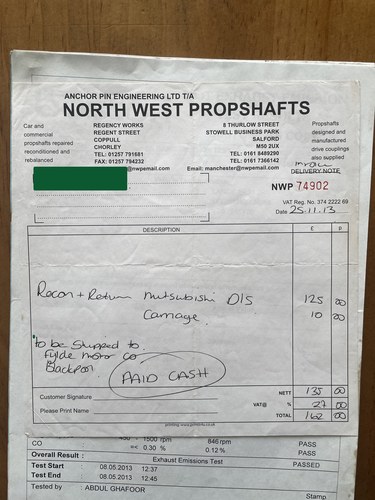 ANCHOR PIN ENGINEERING LTD T/A
NORTH WEST PROPSHAFTS
Car and
commercial
propshafts repaired
reconditioned and
rebalanced
REGENCY WORKS
REGENT STREET
COPPULL
CHORLEY
TEL: 01257 791681
FAX: 01257 794232
@nwpemail.com
8 THURLOW STREET
STOWELL BUSINESS PARK
SALFORD
M50 2UX
TEL: 0161 8489290
TEL: 0161 7366142
Email: manchester@nwpemail.com
Propshafts
designed and
manufactured
drive couplings
also supplied
Invoice
DELIVERY NOTE
NWP 74902
VAT Reg. No. 374 2222 69
Date 25.11.13
DESCRIPTION £ p
Recon + Return Mitsubishi D/S 125 00
Carriage 10 00
to be shipped to
Fylde motor co
Blackpool
PAID CASH
Customer Signature NETT 135 00
Please Print Name VAT@ % 27 00
TOTAL 162 00
1500 rpm 846 rpm
CO <= 0.30 % 0.12 % PASS
PASS
Overall Result : PASSED
Exhaust Emissions Test
Test Start 08.05.2013 12:37
Test End 08.05.2013 12:45
Tested by : ABDUL GHAFOOR Stamp